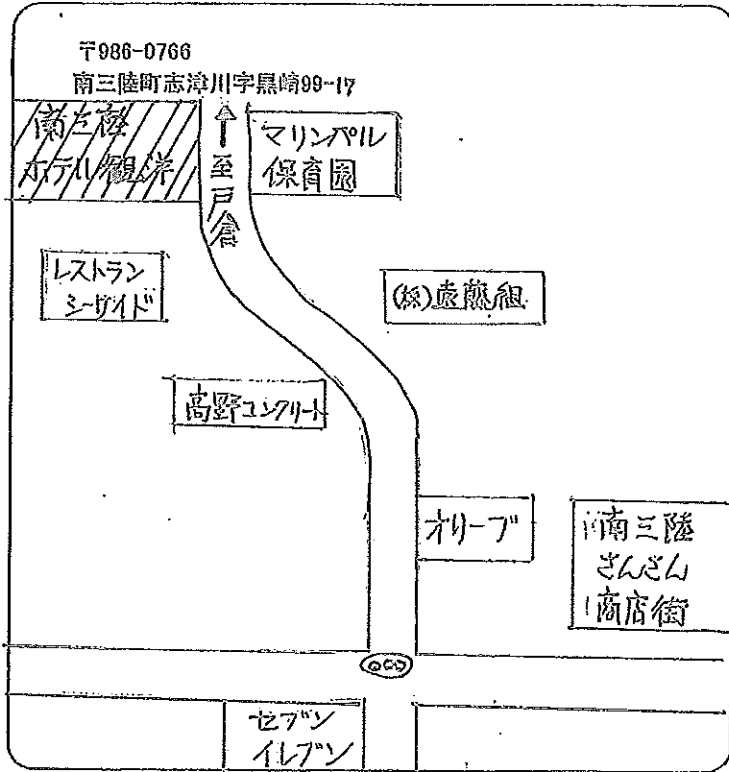 〒986-0766
南三陸町志津川字黒崎99-17
南三陸
ホテル観洋
至戸倉
マリンパル
保育園
レストラン
シーサイド
(株)遠藤組
高野コンクリート
オリーブ
南三陸
さんさん
商店街
セブン
イレブン